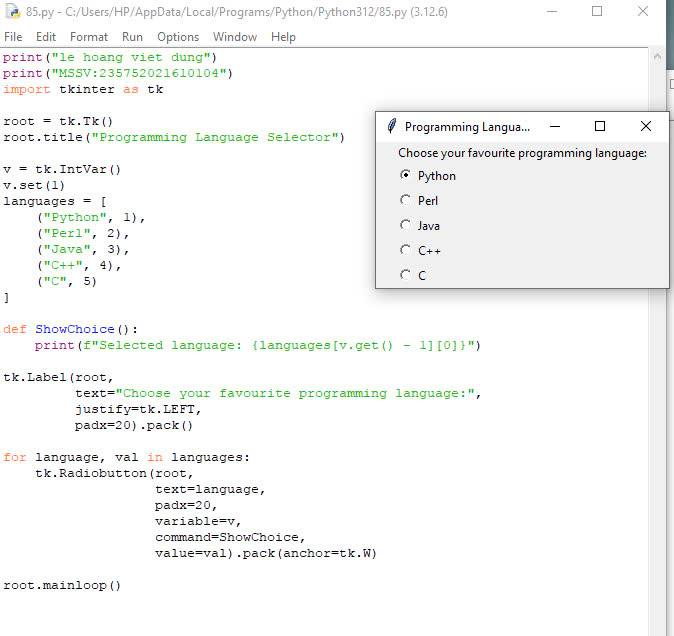 85.py - C:/Users/HP/AppData/Local/Programs/Python/Python312/85.py (3.12.6)
File Edit Format Run Options Window Help
print("le hoang viet dung")
print("MSSV:235752021610104")
import tkinter as tk

root = tk.Tk()
root.title("Programming Language Selector")

v = tk.IntVar()
v.set(1)
languages = [
    ("Python", 1),
    ("Perl", 2),
    ("Java", 3),
    ("C++", 4),
    ("C", 5)
]

def ShowChoice():
    print(f"Selected language: {languages[v.get() - 1][0]}")

tk.Label(root,
         text="Choose your favourite programming language:",
         justify=tk.LEFT,
         padx=20).pack()

for language, val in languages:
    tk.Radiobutton(root,
                   text=language,
                   padx=20,
                   variable=v,
                   command=ShowChoice,
                   value=val).pack(anchor=tk.W)

root.mainloop()
Programming Langua...
Choose your favourite programming language:
Python
Perl
Java
C++
C